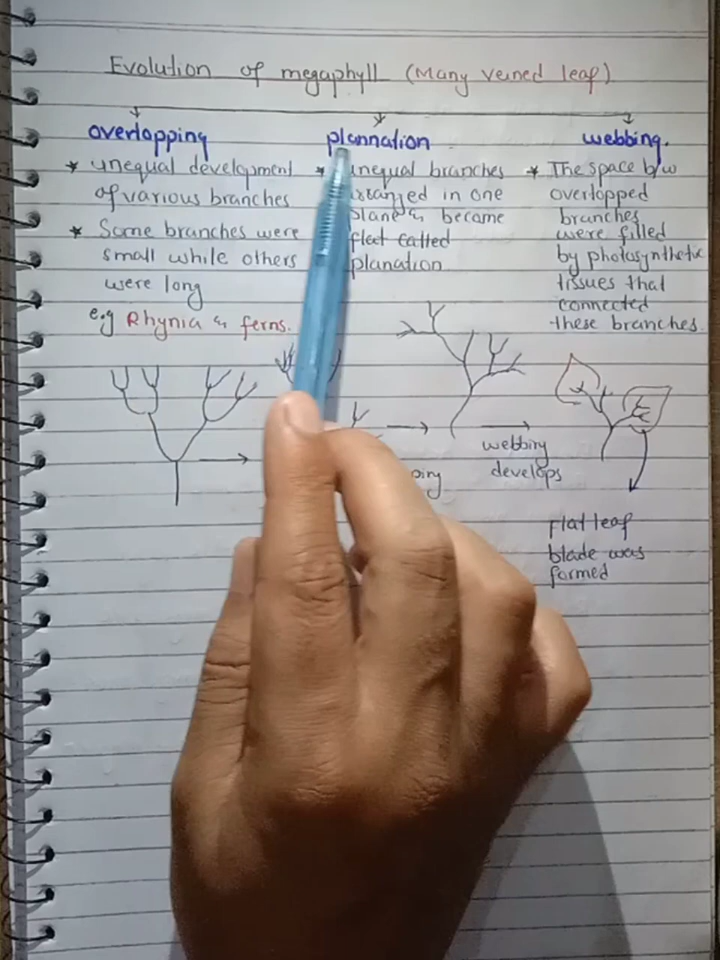 Evolution of megaphyll (Many veined leaf)
overlapping
* unequal development
of various branches
* Some branches were
small while others
were long
e.g Rhynia & ferns.
plannation
* unequal branches
arranged in one
plane & became
flat called
planation
webbing.
* The space b/w
overlopped
branches
were filled
by photosynthetic
tissues that
connected
these branches.
webbing
develops
Flat leaf
blade was
formed